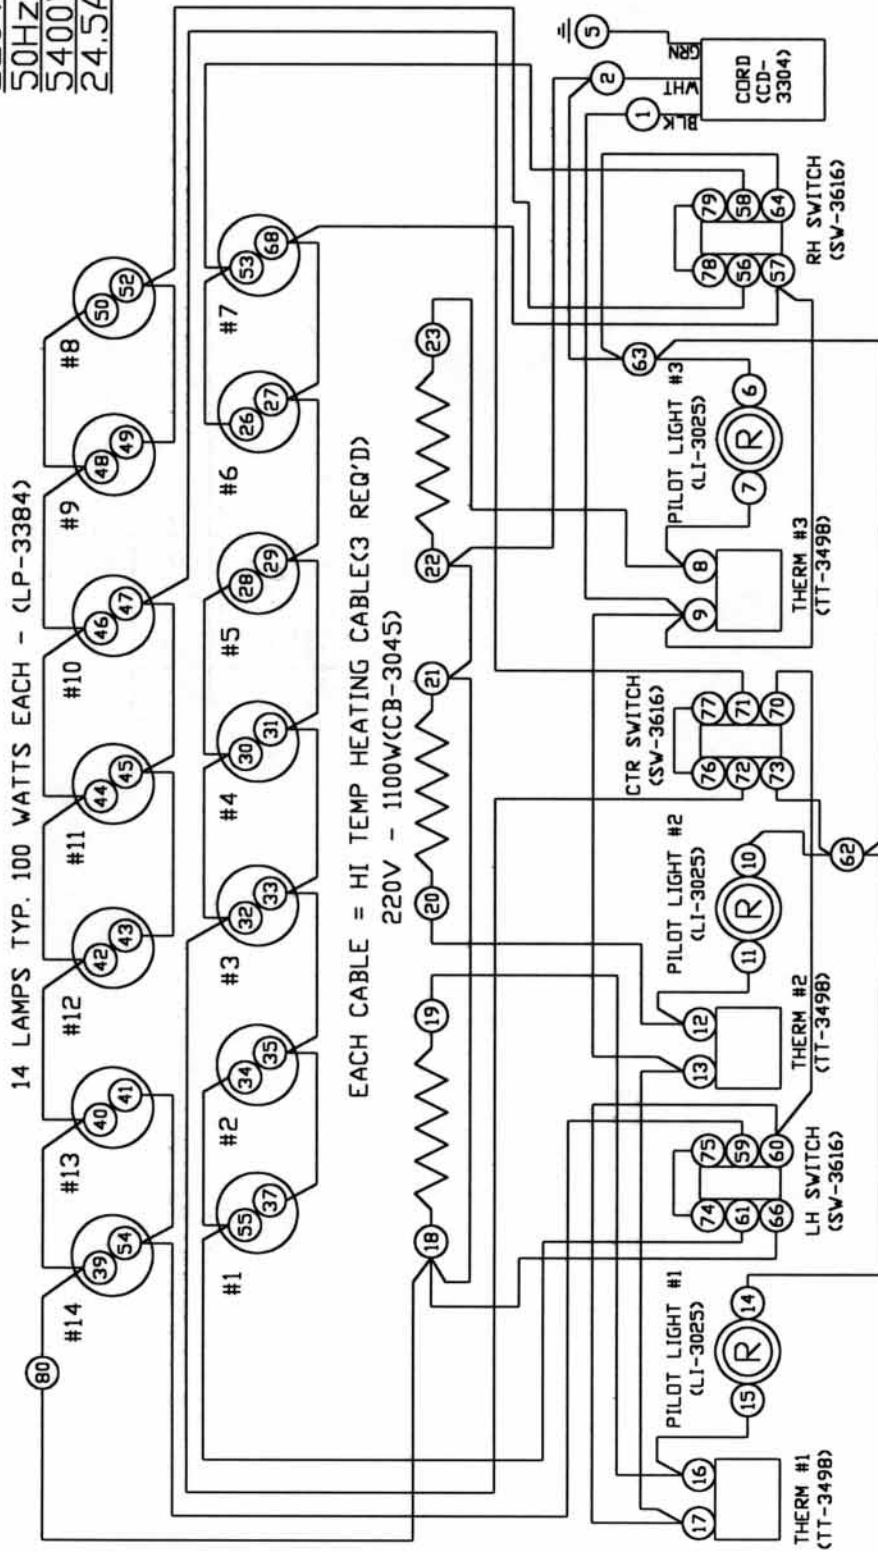 50Hz
5400
24.5A
14 LAMPS TYP. 100 WATTS EACH - (LP-3384)
80
39
54
#14
40
41
#13
42
43
#12
44
45
#11
46
47
#10
48
49
#9
50
52
#8
55
37
#1
34
35
#2
32
33
#3
30
31
#4
28
29
#5
26
27
#6
53
68
#7
EACH CABLE = HI TEMP HEATING CABLE(3 REQ'D)
220V - 1100W(CB-3045)
18
19
20
21
22
23
17
16
THERM #1
(TT-3498)
PILOT LIGHT #1
(LI-3025)
15
R
14
74
75
61
59
66
60
LH SWITCH
(SW-3616)
13
12
THERM #2
(TT-3498)
PILOT LIGHT #2
(LI-3025)
11
R
10
62
CTR SWITCH
(SW-3616)
76
77
72
71
73
70
9
8
THERM #3
(TT-3498)
PILOT LIGHT #3
(LI-3025)
7
R
6
63
78
79
56
58
57
64
RH SWITCH
(SW-3616)
1
2
5
BLK
WHT
GRN
CORD
(CD-
3304)